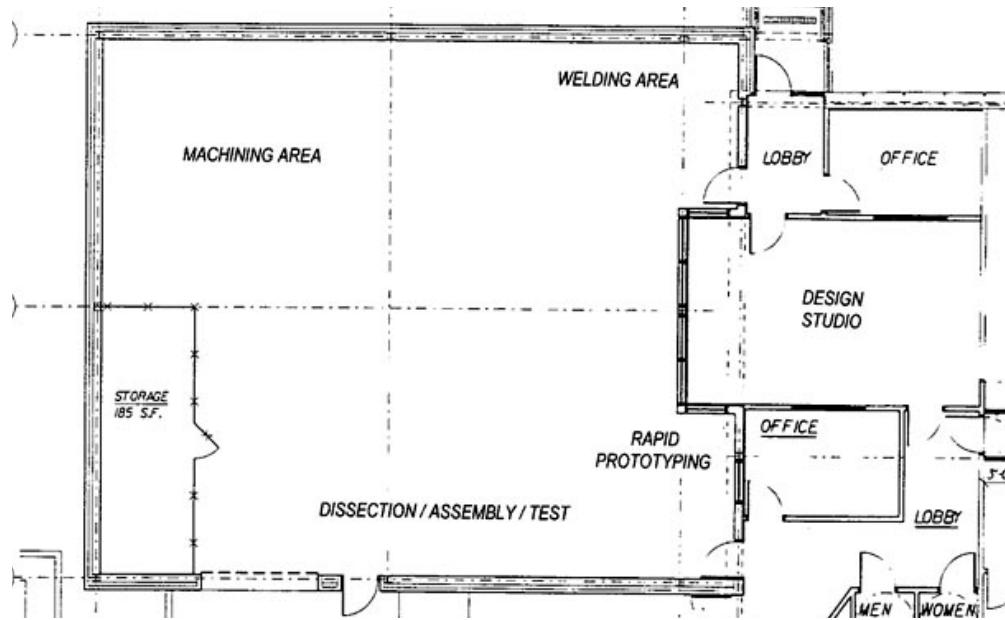 WELDING AREA
MACHINING AREA
LOBBY
OFFICE
DESIGN
STUDIO
STORAGE
185 S.F.
OFFICE
RAPID
PROTOTYPING
DISSECTION / ASSEMBLY / TEST
LOBBY
MEN
WOMEN